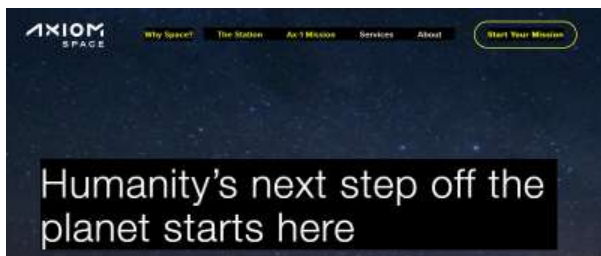 AXIOM
SPACE
Why Space? The Station Ax-1 Mission Services About Start Your Mission
Humanity's next step off the
planet starts here